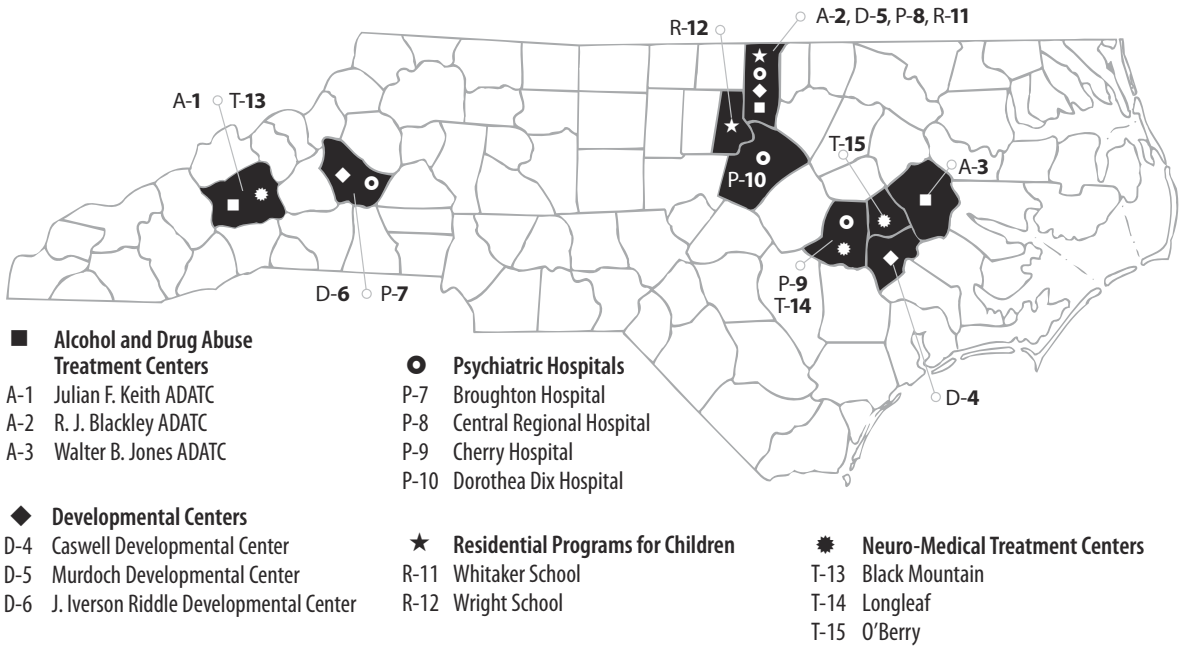 R-12
A-2, D-5, P-8, R-11
A-1
T-13
T-15
A-3
P-10
D-6
P-7
P-9
T-14
D-4
Alcohol and Drug Abuse
Treatment Centers
A-1 Julian F. Keith ADATC
A-2 R. J. Blackley ADATC
A-3 Walter B. Jones ADATC
Developmental Centers
D-4 Caswell Developmental Center
D-5 Murdoch Developmental Center
D-6 J. Iverson Riddle Developmental Center
Psychiatric Hospitals
P-7 Broughton Hospital
P-8 Central Regional Hospital
P-9 Cherry Hospital
P-10 Dorothea Dix Hospital
Residential Programs for Children
R-11 Whitaker School
R-12 Wright School
Neuro-Medical Treatment Centers
T-13 Black Mountain
T-14 Longleaf
T-15 O'Berry